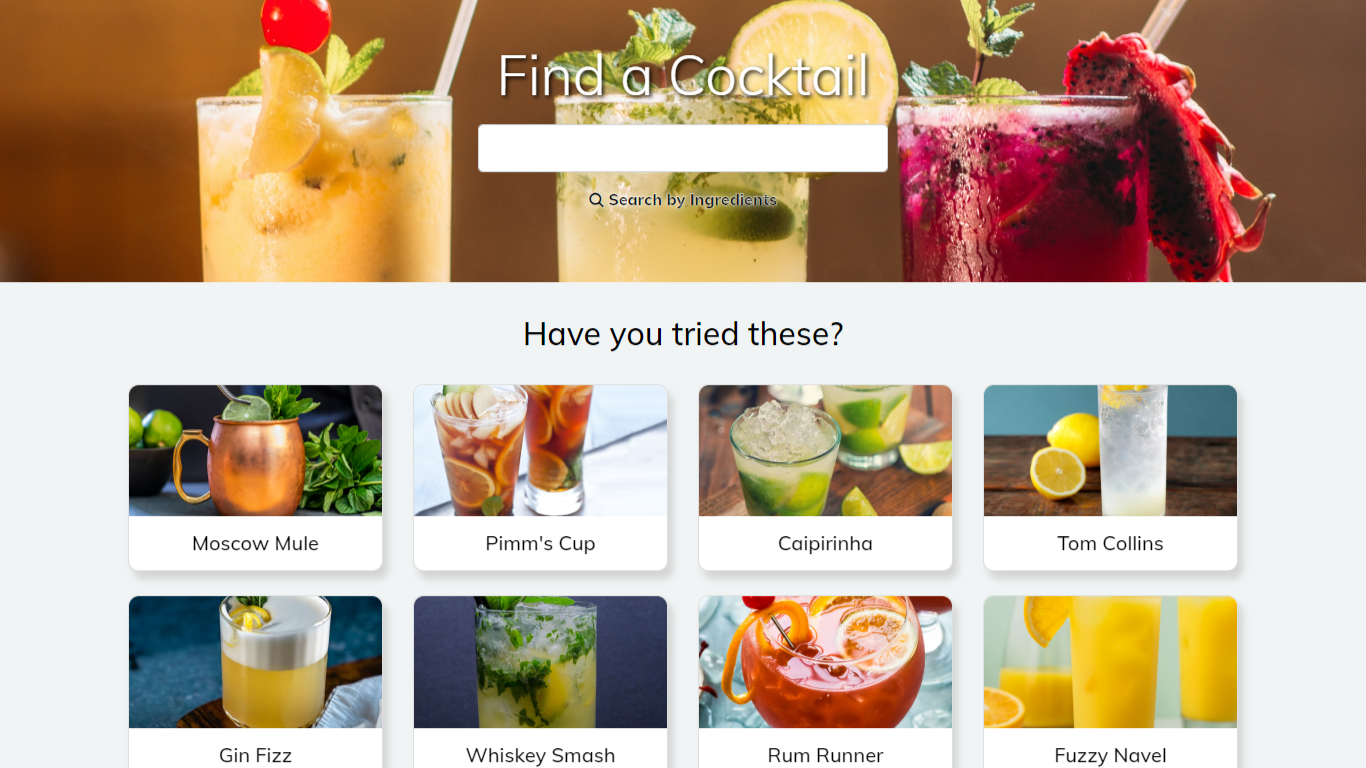 Find a Cocktail
Search by Ingredients
Have you tried these?
Moscow Mule
Pimm's Cup
Caipirinha
Tom Collins
Gin Fizz
Whiskey Smash
Rum Runner
Fuzzy Navel